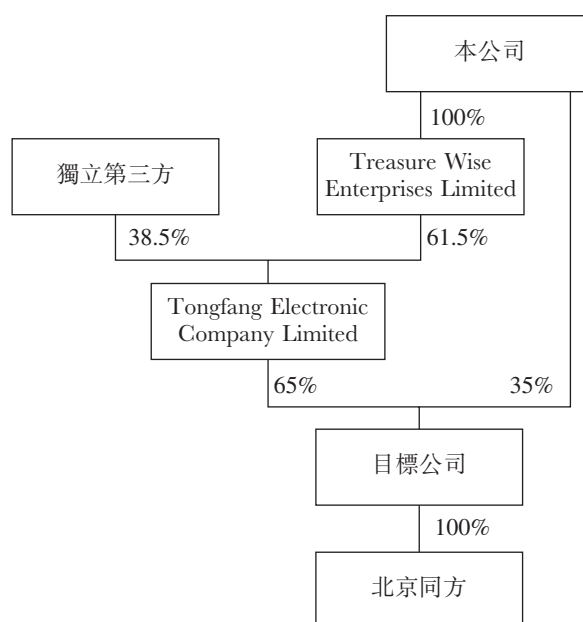 本公司
100%
獨立第三方
Treasure Wise
Enterprises Limited
38.5%
61.5%
Tongfang Electronic
Company Limited
65%
35%
目標公司
100%
北京同方